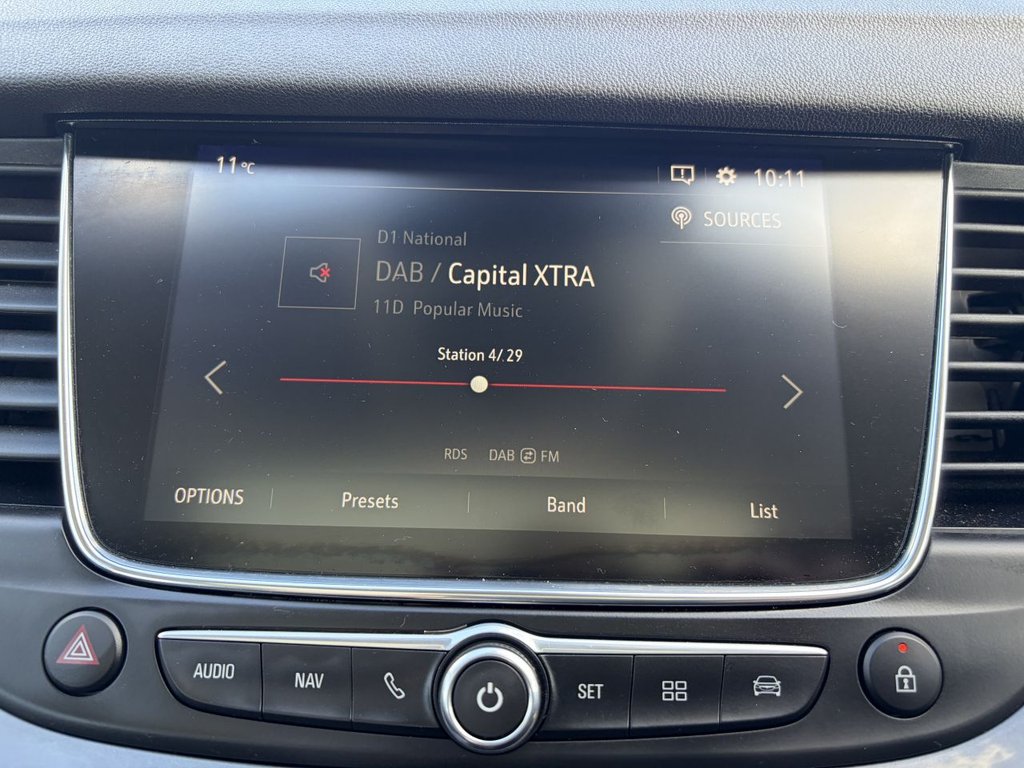 11°C
10:11
SOURCES
D1 National
DAB / Capital XTRA
11D Popular Music
Station 4/ 29
RDS DAB FM
OPTIONS Presets Band List
AUDIO NAV SET